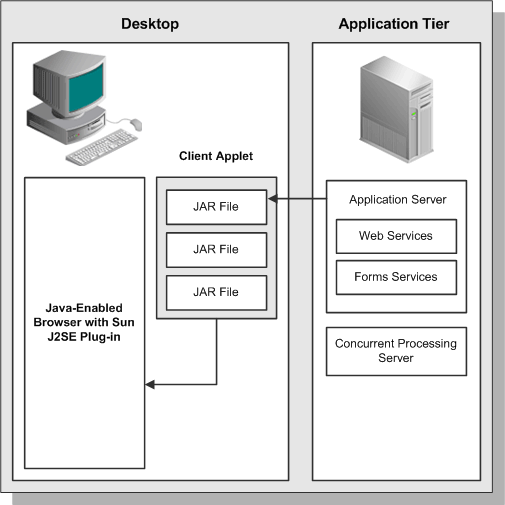 Desktop
Application Tier
Client Applet
JAR File
JAR File
JAR File
Java-Enabled
Browser with Sun
J2SE Plug-in
Application Server
Web Services
Forms Services
Concurrent Processing
Server